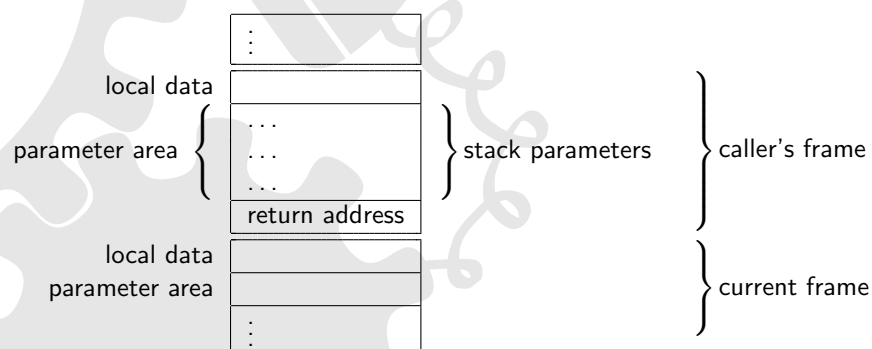 ⋮
local data
. . .
parameter area
. . .
stack parameters
caller's frame
. . .
return address
local data
parameter area
current frame
⋮